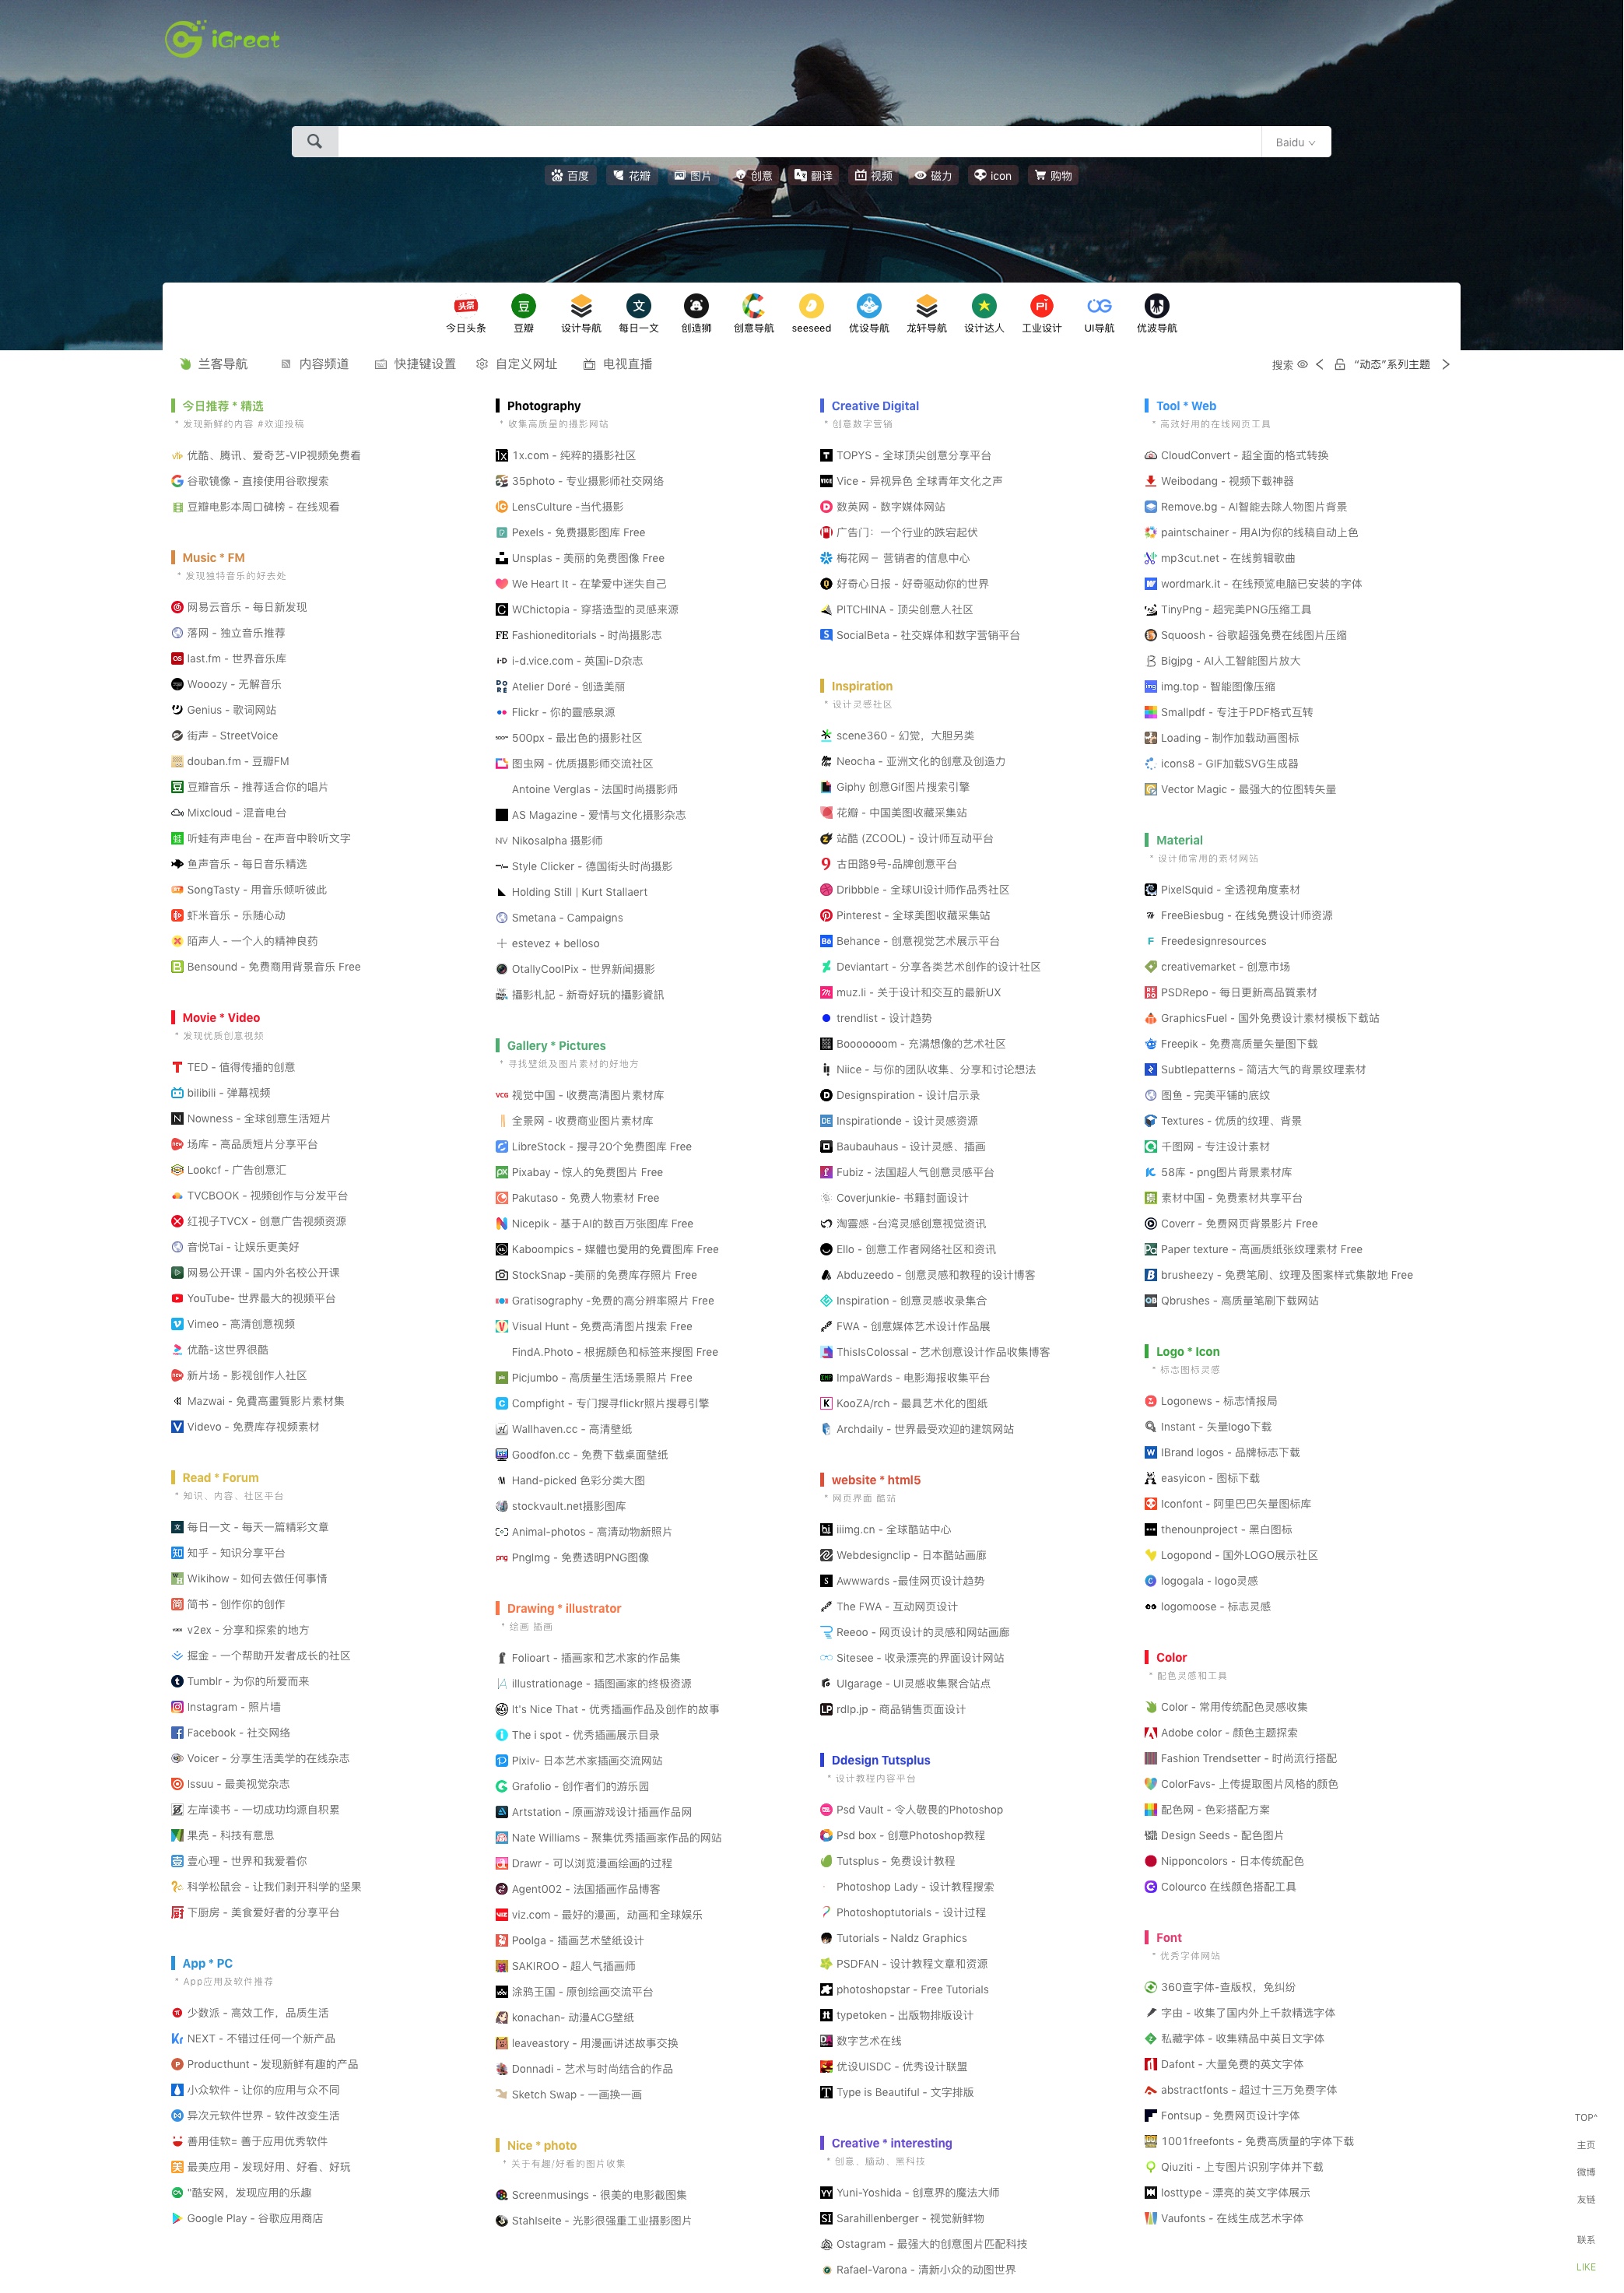 iGreat
Baidu
百度 花瓣 图片 创意 翻译 视频 磁力 icon 购物
今日头条 豆瓣 设计导航 每日一文 创造狮 创意导航 seeseed 优设导航 龙轩导航 设计达人 工业设计 UI导航 优波导航
兰客导航 内容频道 快捷键设置 自定义网址 电视直播
搜索 “动态”系列主题
今日推荐 * 精选
* 发现新鲜的内容 #欢迎投稿
优酷、腾讯、爱奇艺-VIP视频免费看
谷歌镜像 - 直接使用谷歌搜索
豆瓣电影本周口碑榜 - 在线观看
Music * FM
* 发现独特音乐的好去处
网易云音乐 - 每日新发现
落网 - 独立音乐推荐
last.fm - 世界音乐库
Wooozy - 无解音乐
Genius - 歌词网站
街声 - StreetVoice
douban.fm - 豆瓣FM
豆瓣音乐 - 推荐适合你的唱片
Mixcloud - 混音电台
听蛙有声电台 - 在声音中聆听文字
鱼声音乐 - 每日音乐精选
SongTasty - 用音乐倾听彼此
虾米音乐 - 乐随心动
陌声人 - 一个人的精神良药
Bensound - 免费商用背景音乐 Free
Movie * Video
* 发现优质创意视频
TED - 值得传播的创意
bilibili - 弹幕视频
Nowness - 全球创意生活短片
场库 - 高品质短片分享平台
Lookcf - 广告创意汇
TVCBOOK - 视频创作与分发平台
红视子TVCX - 创意广告视频资源
音悦Tai - 让娱乐更美好
网易公开课 - 国内外名校公开课
YouTube- 世界最大的视频平台
Vimeo - 高清创意视频
优酷-这世界很酷
新片场 - 影视创作人社区
Mazwai - 免費高畫質影片素材集
Videvo - 免费库存视频素材
Read * Forum
* 知识、内容、社区平台
每日一文 - 每天一篇精彩文章
知乎 - 知识分享平台
Wikihow - 如何去做任何事情
简书 - 创作你的创作
v2ex - 分享和探索的地方
掘金 - 一个帮助开发者成长的社区
Tumblr - 为你的所爱而来
Instagram - 照片墙
Facebook - 社交网络
Voicer - 分享生活美学的在线杂志
Issuu - 最美视觉杂志
左岸读书 - 一切成功均源自积累
果壳 - 科技有意思
壹心理 - 世界和我爱着你
科学松鼠会 - 让我们剥开科学的坚果
下厨房 - 美食爱好者的分享平台
App * PC
* App应用及软件推荐
少数派 - 高效工作，品质生活
NEXT - 不错过任何一个新产品
Producthunt - 发现新鲜有趣的产品
小众软件 - 让你的应用与众不同
异次元软件世界 - 软件改变生活
善用佳软= 善于应用优秀软件
最美应用 - 发现好用、好看、好玩
"酷安网，发现应用的乐趣
Google Play - 谷歌应用商店
Photography
* 收集高质量的摄影网站
1x.com - 纯粹的摄影社区
35photo - 专业摄影师社交网络
LensCulture -当代摄影
Pexels - 免费摄影图库 Free
Unsplas - 美丽的免费图像 Free
We Heart It - 在挚爱中迷失自己
WChictopia - 穿搭造型的灵感来源
Fashioneditorials - 时尚摄影志
i-d.vice.com - 英国i-D杂志
Atelier Doré - 创造美丽
Flickr - 你的靈感泉源
500px - 最出色的摄影社区
图虫网 - 优质摄影师交流社区
Antoine Verglas - 法国时尚摄影师
AS Magazine - 爱情与文化摄影杂志
Nikosalpha 摄影师
Style Clicker - 德国街头时尚摄影
Holding Still | Kurt Stallaert
Smetana - Campaigns
estevez + belloso
OtallyCoolPix - 世界新闻摄影
攝影札記 - 新奇好玩的攝影資訊
Gallery * Pictures
* 寻找壁纸及图片素材的好地方
视觉中国 - 收费高清图片素材库
全景网 - 收费商业图片素材库
LibreStock - 搜寻20个免费图库 Free
Pixabay - 惊人的免费图片 Free
Pakutaso - 免费人物素材 Free
Nicepik - 基于AI的数百万张图库 Free
Kaboompics - 媒體也愛用的免費图库 Free
StockSnap -美丽的免费库存照片 Free
Gratisography -免费的高分辨率照片 Free
Visual Hunt - 免费高清图片搜索 Free
FindA.Photo - 根据颜色和标签来搜图 Free
Picjumbo - 高质量生活场景照片 Free
Compfight - 专门搜寻flickr照片搜尋引擎
Wallhaven.cc - 高清壁纸
Goodfon.cc - 免费下载桌面壁纸
Hand-picked 色彩分类大图
stockvault.net摄影图库
Animal-photos - 高清动物新照片
PngImg - 免费透明PNG图像
Drawing * illustrator
* 绘画 插画
Folioart - 插画家和艺术家的作品集
illustrationage - 插图画家的终极资源
It's Nice That - 优秀插画作品及创作的故事
The i spot - 优秀插画展示目录
Pixiv- 日本艺术家插画交流网站
Grafolio - 创作者们的游乐园
Artstation - 原画游戏设计插画作品网
Nate Williams - 聚集优秀插画家作品的网站
Drawr - 可以浏览漫画绘画的过程
Agent002 - 法国插画作品博客
viz.com - 最好的漫画，动画和全球娱乐
Poolga - 插画艺术壁纸设计
SAKIROO - 超人气插画师
涂鸦王国 - 原创绘画交流平台
konachan- 动漫ACG壁纸
leaveastory - 用漫画讲述故事交换
Donnadi - 艺术与时尚结合的作品
Sketch Swap - 一画换一画
Nice * photo
* 关于有趣/好看的图片收集
Screenmusings - 很美的电影截图集
Stahlseite - 光影很强重工业摄影图片
Creative Digital
* 创意数字营销
TOPYS - 全球顶尖创意分享平台
Vice - 异视异色 全球青年文化之声
数英网 - 数字媒体网站
广告门: 一个行业的跌宕起伏
梅花网－ 营销者的信息中心
好奇心日报 - 好奇驱动你的世界
PITCHINA - 顶尖创意人社区
SocialBeta - 社交媒体和数字营销平台
Inspiration
* 设计灵感社区
scene360 - 幻觉，大胆另类
Neocha - 亚洲文化的创意及创造力
Giphy 创意Gif图片搜索引擎
花瓣 - 中国美图收藏采集站
站酷 (ZCOOL) - 设计师互动平台
古田路9号-品牌创意平台
Dribbble - 全球UI设计师作品秀社区
Pinterest - 全球美图收藏采集站
Behance - 创意视觉艺术展示平台
Deviantart - 分享各类艺术创作的设计社区
muz.li - 关于设计和交互的最新UX
trendlist - 设计趋势
Booooooom - 充满想像的艺术社区
Niice - 与你的团队收集、分享和讨论想法
Designspiration - 设计启示录
Inspirationde - 设计灵感资源
Baubauhaus - 设计灵感、插画
Fubiz - 法国超人气创意灵感平台
Coverjunkie- 书籍封面设计
淘靈感 -台湾灵感创意视觉资讯
Ello - 创意工作者网络社区和资讯
Abduzeedo - 创意灵感和教程的设计博客
Inspiration - 创意灵感收录集合
FWA - 创意媒体艺术设计作品展
ThisIsColossal - 艺术创意设计作品收集博客
ImpaWards - 电影海报收集平台
KooZA/rch - 最具艺术化的图纸
Archdaily - 世界最受欢迎的建筑网站
website * html5
* 网页界面 酷站
iiimg.cn - 全球酷站中心
Webdesignclip - 日本酷站画廊
Awwwards -最佳网页设计趋势
The FWA - 互动网页设计
Reeoo - 网页设计的灵感和网站画廊
Sitesee - 收录漂亮的界面设计网站
UIgarage - UI灵感收集聚合站点
rdlp.jp - 商品销售页面设计
Ddesign Tutsplus
* 设计教程内容平台
Psd Vault - 令人敬畏的Photoshop
Psd box - 创意Photoshop教程
Tutsplus - 免费设计教程
Photoshop Lady - 设计教程搜索
Photoshoptutorials - 设计过程
Tutorials - Naldz Graphics
PSDFAN - 设计教程文章和资源
photoshopstar - Free Tutorials
typetoken - 出版物排版设计
数字艺术在线
优设UISDC - 优秀设计联盟
Type is Beautiful - 文字排版
Creative * interesting
* 创意、脑动、黑科技
Yuni-Yoshida - 创意界的魔法大师
Sarahillenberger - 视觉新鲜物
Ostagram - 最强大的创意图片匹配科技
Rafael-Varona - 清新小众的动图世界
Tool * Web
* 高效好用的在线网页工具
CloudConvert - 超全面的格式转换
Weibodang - 视频下载神器
Remove.bg - AI智能去除人物图片背景
paintschainer - 用AI为你的线稿自动上色
mp3cut.net - 在线剪辑歌曲
wordmark.it - 在线预览电脑已安装的字体
TinyPng - 超完美PNG压缩工具
Squoosh - 谷歌超强免费在线图片压缩
Bigjpg - AI人工智能图片放大
img.top - 智能图像压缩
Smallpdf - 专注于PDF格式互转
Loading - 制作加载动画图标
icons8 - GIF加载SVG生成器
Vector Magic - 最强大的位图转矢量
Material
* 设计师常用的素材网站
PixelSquid - 全透视角度素材
FreeBiesbug - 在线免费设计师资源
Freedesignresources
creativemarket - 创意市场
PSDRepo - 每日更新高品質素材
GraphicsFuel - 国外免费设计素材模板下载站
Freepik - 免费高质量矢量图下载
Subtlepatterns - 简洁大气的背景纹理素材
图鱼 - 完美平铺的底纹
Textures - 优质的纹理、背景
千图网 - 专注设计素材
58库 - png图片背景素材库
素材中国 - 免费素材共享平台
Coverr - 免费网页背景影片 Free
Paper texture - 高画质纸张纹理素材 Free
brusheezy - 免费笔刷、纹理及图案样式集散地 Free
Qbrushes - 高质量笔刷下载网站
Logo * Icon
* 标志图标灵感
Logonews - 标志情报局
Instant - 矢量logo下载
IBrand logos - 品牌标志下载
easyicon - 图标下载
Iconfont - 阿里巴巴矢量图标库
thenounproject - 黑白图标
Logopond - 国外LOGO展示社区
logogala - logo灵感
logomoose - 标志灵感
Color
* 配色灵感和工具
Color - 常用传统配色灵感收集
Adobe color - 颜色主题探索
Fashion Trendsetter - 时尚流行搭配
ColorFavs- 上传提取图片风格的颜色
配色网 - 色彩搭配方案
Design Seeds - 配色图片
Nipponcolors - 日本传统配色
Colourco 在线颜色搭配工具
Font
* 优秀字体网站
360查字体-查版权，免纠纷
字由 - 收集了国内外上千款精选字体
私藏字体 - 收集精品中英日文字体
Dafont - 大量免费的英文字体
abstractfonts - 超过十三万免费字体
Fontsup - 免费网页设计字体
1001freefonts - 免费高质量的字体下载
Qiuziti - 上专图片识别字体并下载
losttype - 漂亮的英文字体展示
Vaufonts - 在线生成艺术字体
TOP^
主页
微博
友链
联系
LIKE